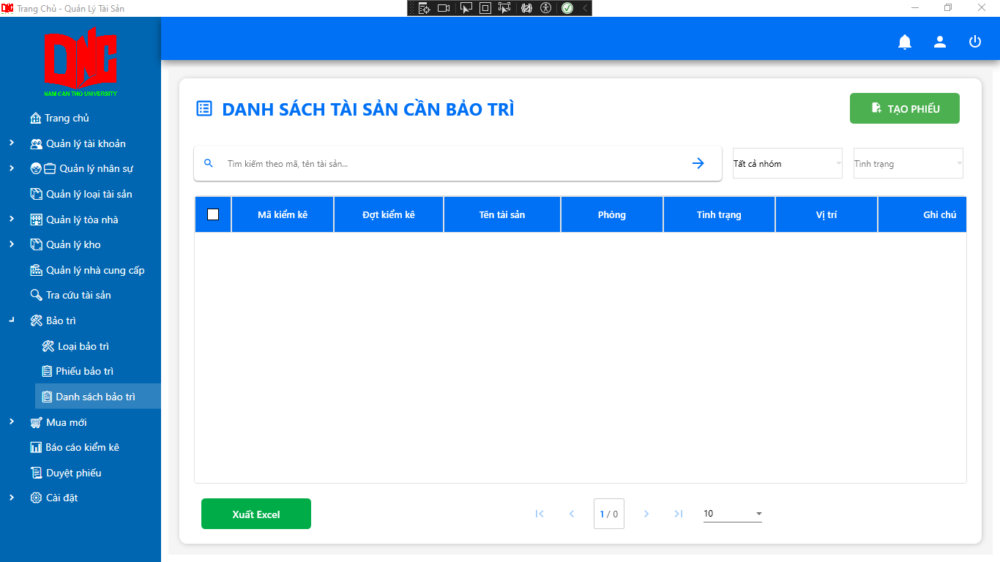 Trang Chủ - Quản Lý Tài Sản
DNC
NAM CAN THO UNIVERSITY
Trang chủ
Quản lý tài khoản
Quản lý nhân sự
Quản lý loại tài sản
Quản lý tòa nhà
Quản lý kho
Quản lý nhà cung cấp
Tra cứu tài sản
Bảo trì
Loại bảo trì
Phiếu bảo trì
Danh sách bảo trì
Mua mới
Báo cáo kiểm kê
Duyệt phiếu
Cài đặt
DANH SÁCH TÀI SẢN CẦN BẢO TRÌ
TẠO PHIẾU
Tìm kiếm theo mã, tên tài sản...
Tất cả nhóm
Tình trạng
Mã kiểm kê
Đợt kiểm kê
Tên tài sản
Phòng
Tình trạng
Vị trí
Ghi chú
Xuất Excel
1 / 0
10